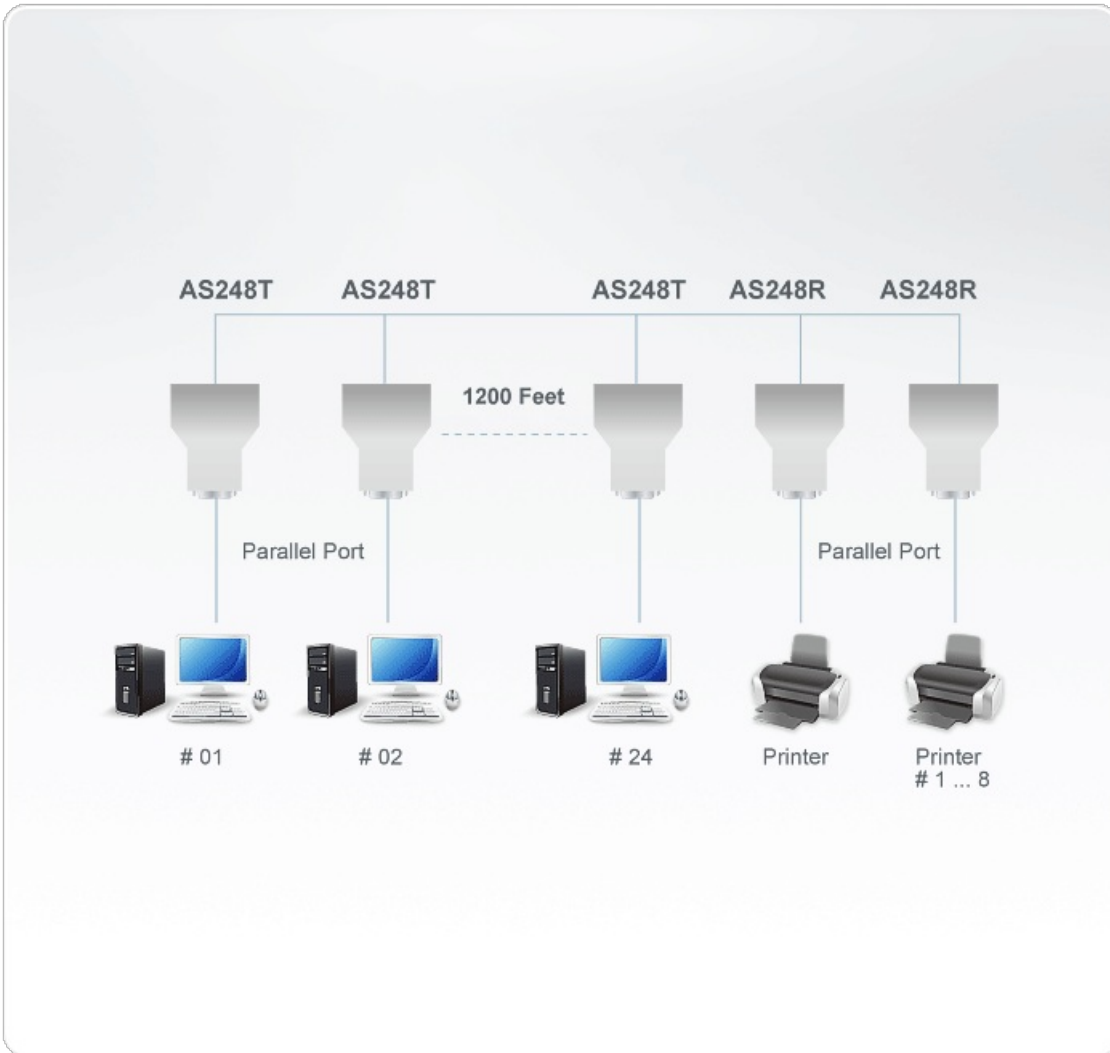 AS248T AS248T AS248T AS248R AS248R
1200 Feet
Parallel Port Parallel Port
# 01 # 02 # 24 Printer Printer
# 1 ... 8